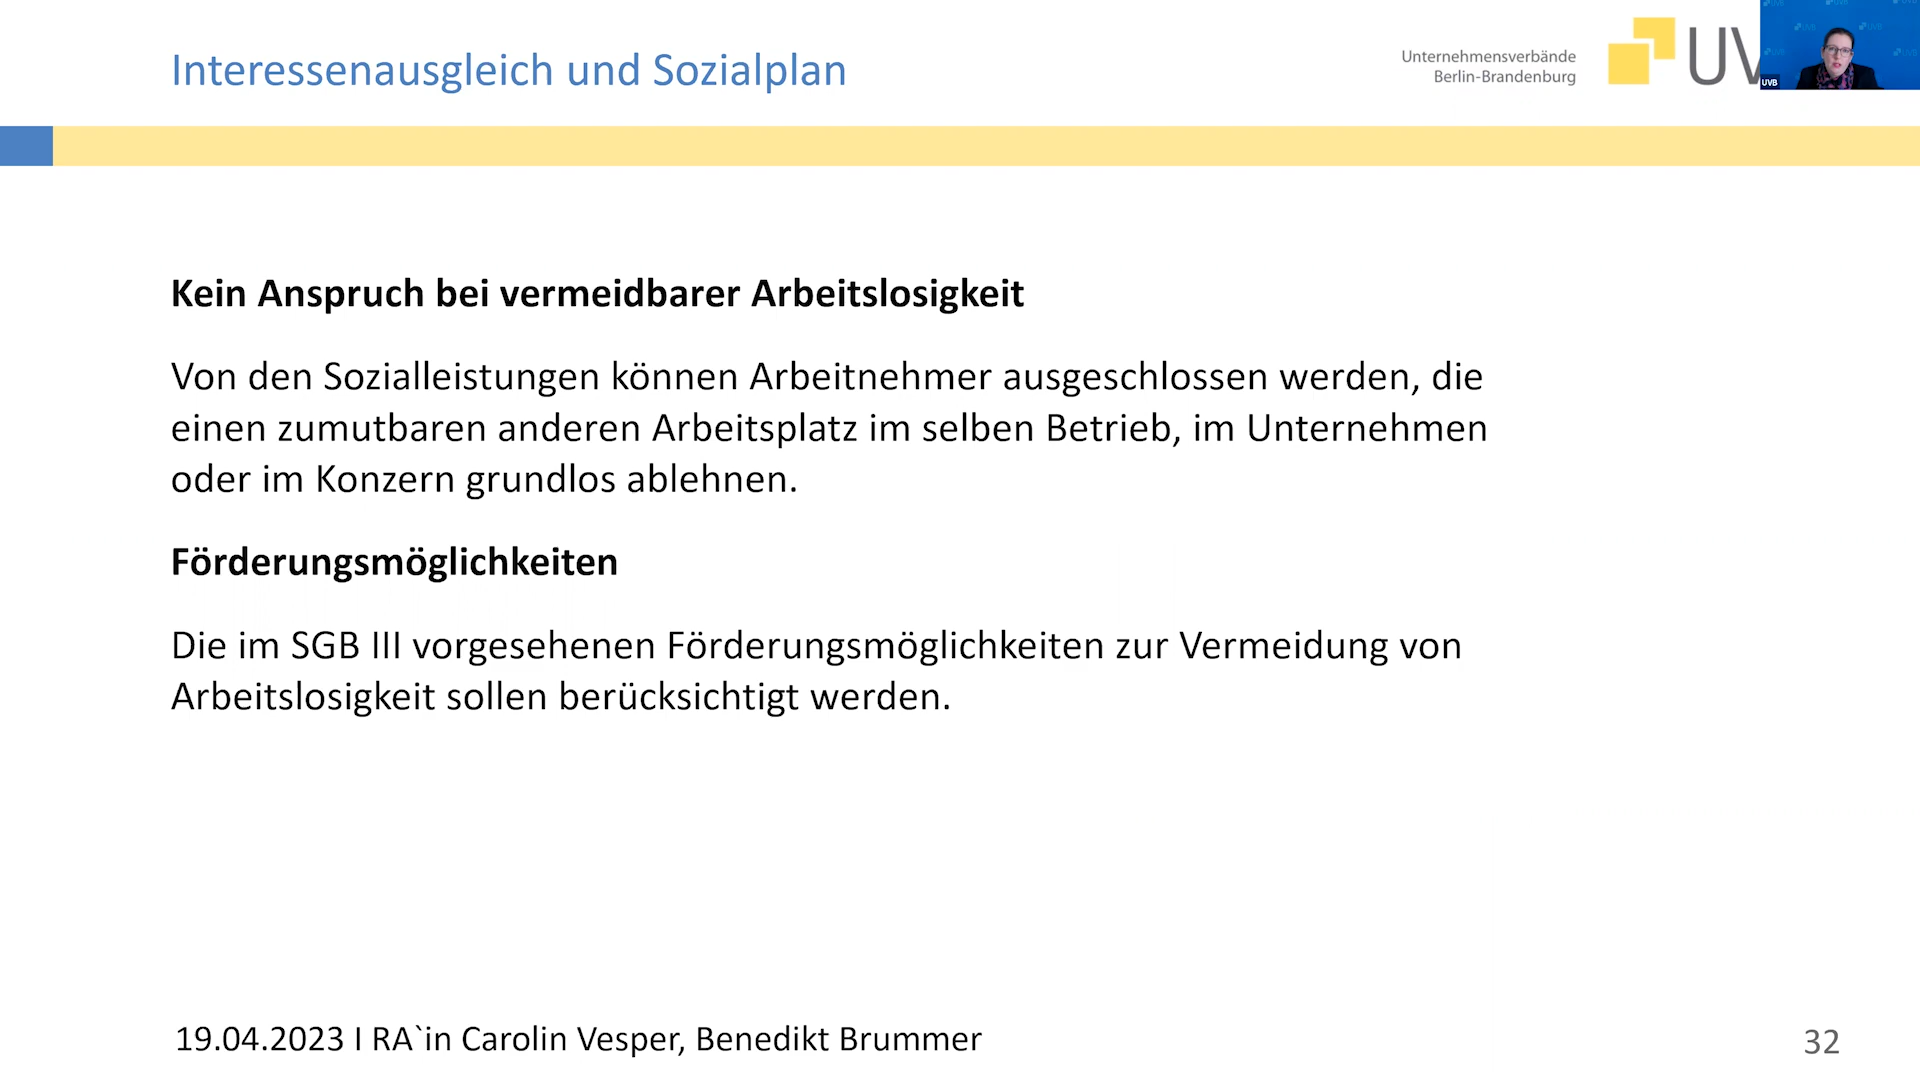 Interessenausgleich und Sozialplan
Unternehmensverbände
Berlin-Brandenburg
UV
UVB
Kein Anspruch bei vermeidbarer Arbeitslosigkeit
Von den Sozialleistungen können Arbeitnehmer ausgeschlossen werden, die
einen zumutbaren anderen Arbeitsplatz im selben Betrieb, im Unternehmen
oder im Konzern grundlos ablehnen.
Förderungsmöglichkeiten
Die im SGB III vorgesehenen Förderungsmöglichkeiten zur Vermeidung von
Arbeitslosigkeit sollen berücksichtigt werden.
19.04.2023 I RA`in Carolin Vesper, Benedikt Brummer
32